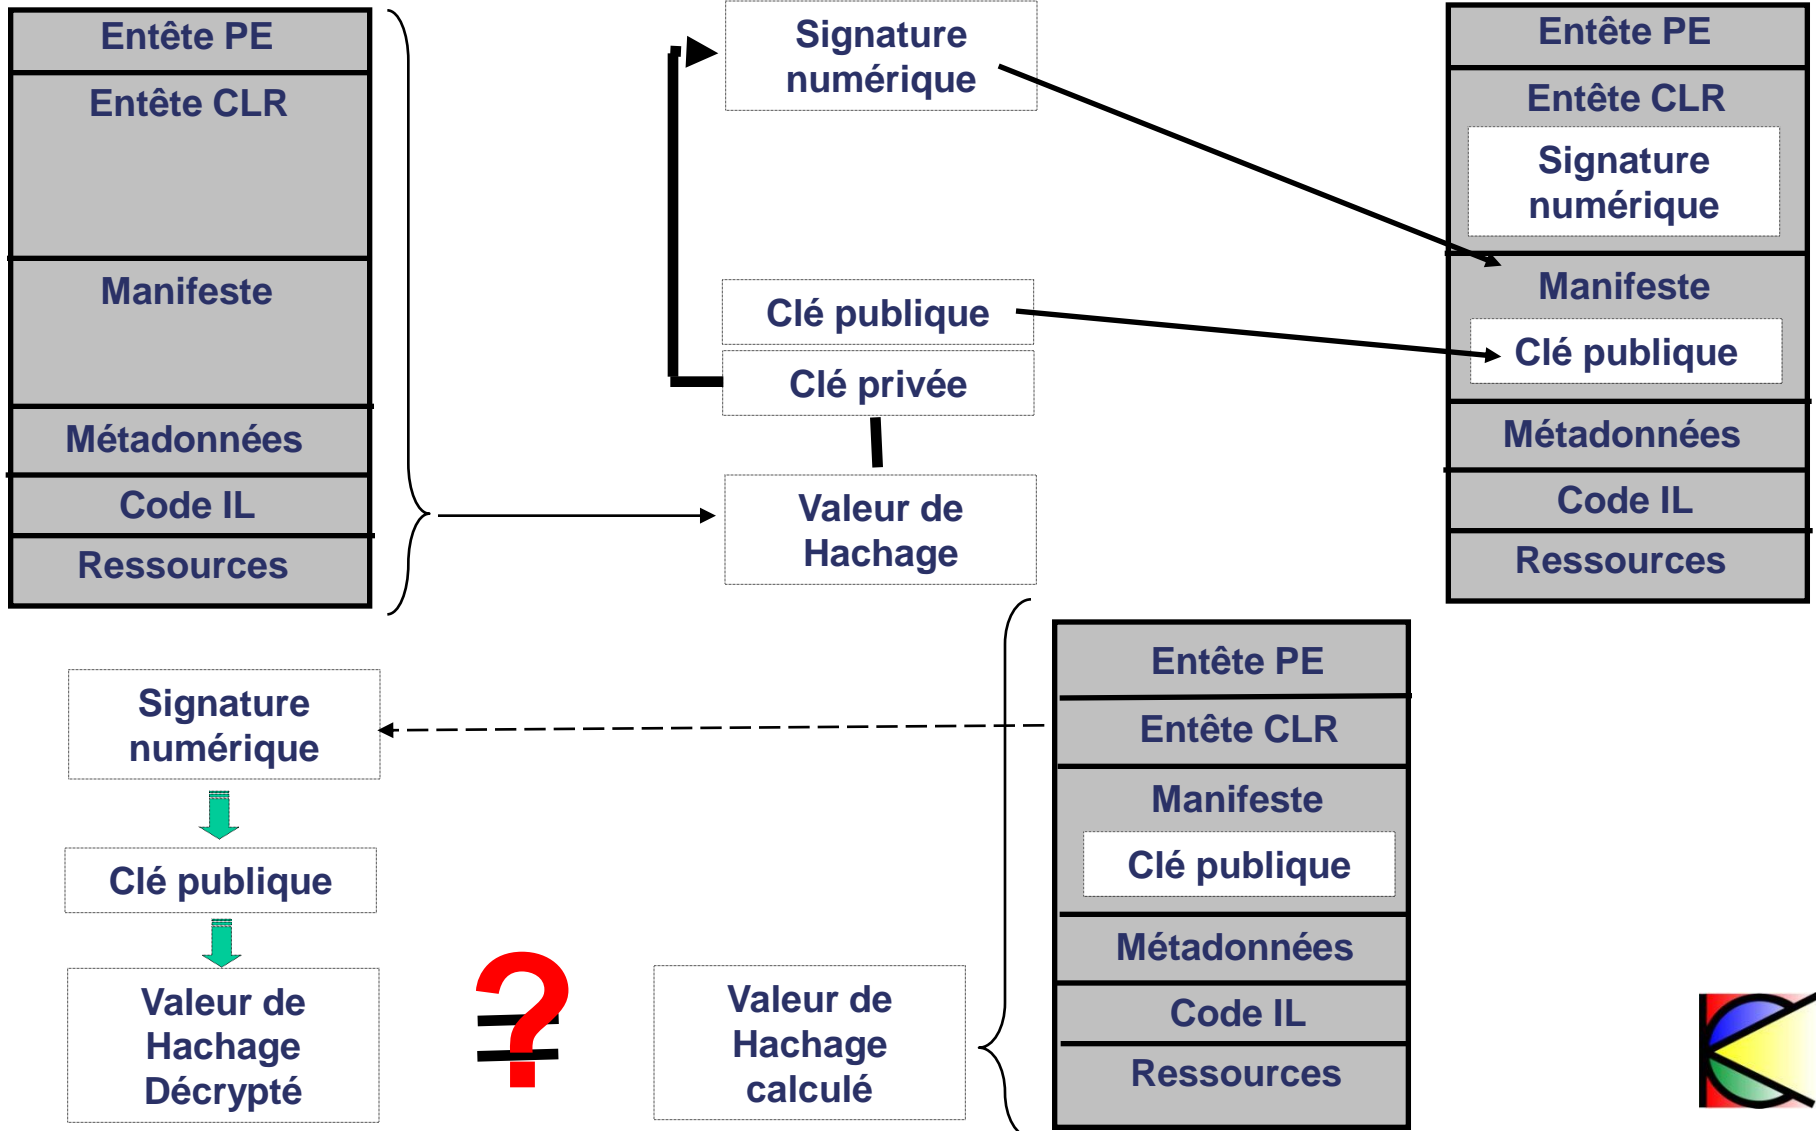 Entête PE
Entête CLR
Manifeste
Métadonnées
Code IL
Ressources
Signature
numérique
Clé publique
Clé privée
Valeur de
Hachage
Entête PE
Entête CLR
Signature
numérique
Manifeste
Clé publique
Métadonnées
Code IL
Ressources
Signature
numérique
Clé publique
Valeur de
Hachage
Décrypté
?
=
Valeur de
Hachage
calculé
Entête PE
Entête CLR
Manifeste
Clé publique
Métadonnées
Code IL
Ressources